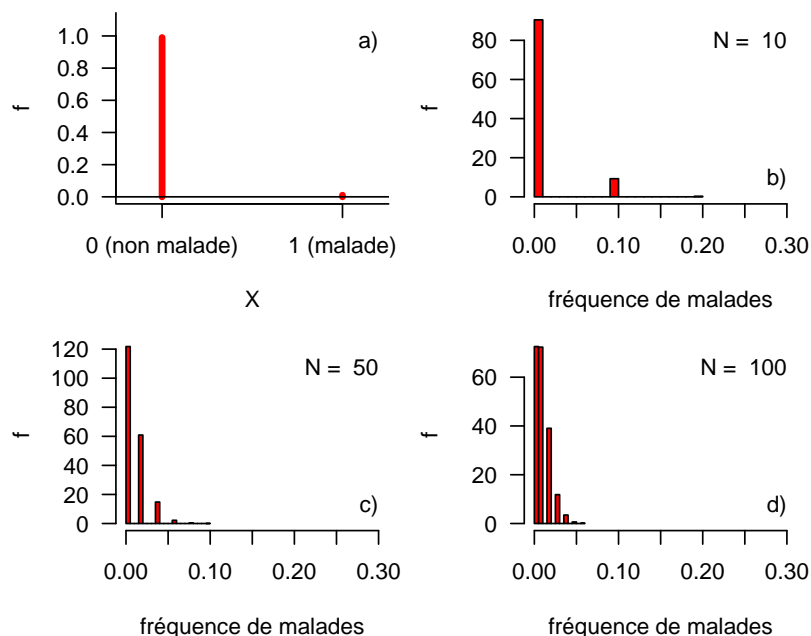 a)
f
1.0
0.8
0.6
0.4
0.2
0.0
0 (non malade) 1 (malade)
X
N = 10
f
80
60
40
20
0
b)
0.00 0.10 0.20 0.30
fréquence de malades
N = 50
f
120
100
80
60
40
20
0
c)
0.00 0.10 0.20 0.30
fréquence de malades
N = 100
f
60
40
20
0
d)
0.00 0.10 0.20 0.30
fréquence de malades